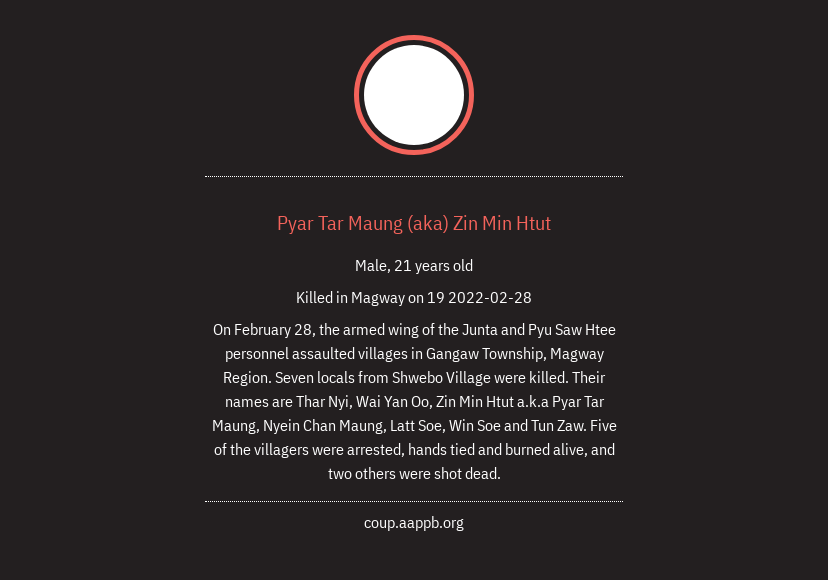 Pyar Tar Maung (aka) Zin Min Htut
Male, 21 years old
Killed in Magway on 19 2022-02-28
On February 28, the armed wing of the Junta and Pyu Saw Htee
personnel assaulted villages in Gangaw Township, Magway
Region. Seven locals from Shwebo Village were killed. Their
names are Thar Nyi, Wai Yan Oo, Zin Min Htut a.k.a Pyar Tar
Maung, Nyein Chan Maung, Latt Soe, Win Soe and Tun Zaw. Five
of the villagers were arrested, hands tied and burned alive, and
two others were shot dead.
coup.aappb.org